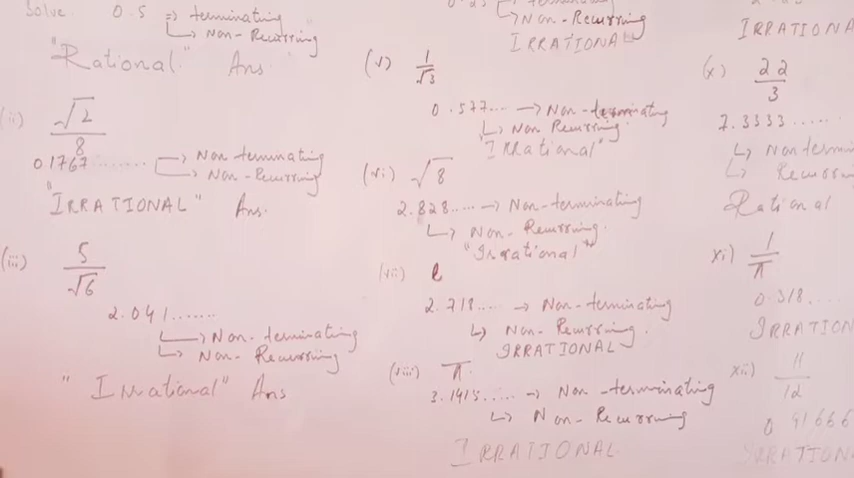 Solve. 0.5 ⇒ terminating
↳ Non-Recurring
"Rational" Ans
(ii) √2/8
0.1767........ → Non terminating
→ Non-Recurring
"IRRATIONAL" Ans.
(iii) 5/√6
2.041......
→ Non-terminating
→ Non-Recurring
"Irrational" Ans
↳ Non-Recurring
IRRATIONAL
(v) 1/√3
0.577.... → Non-terminating
↳ Non Recurring
"IRRational"
(vi) √8
2.828..... → Non-terminating
↳ Non-Recurring.
"Irrational"
(vii) e
2.718..... → Non-terminating
↳ Non-Recurring.
IRRATIONAL
(viii) π
3.1415..... → Non-terminating
↳ Non-Recurring
IRRATIONAL
IRRATIONA
(x) 22/3
7.3333......
↳ Non termin
↳ Recurri
Rational
xi) 1/π
0.318....
IRRATION
xii) 11/12
0.41666
IRRATION